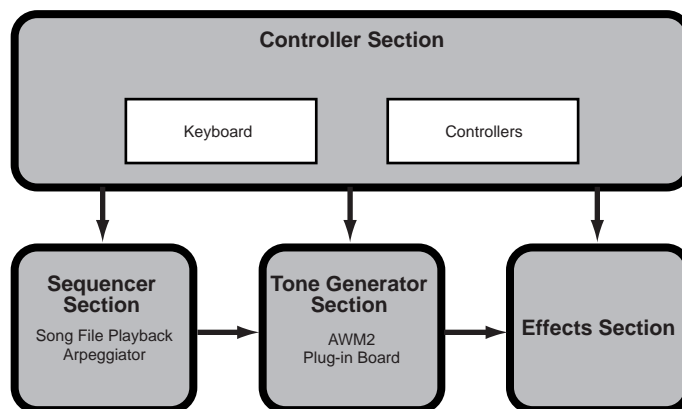 Controller Section
Keyboard
Controllers
Sequencer
Section
Song File Playback
Arpeggiator
Tone Generator
Section
AWM2
Plug-in Board
Effects Section